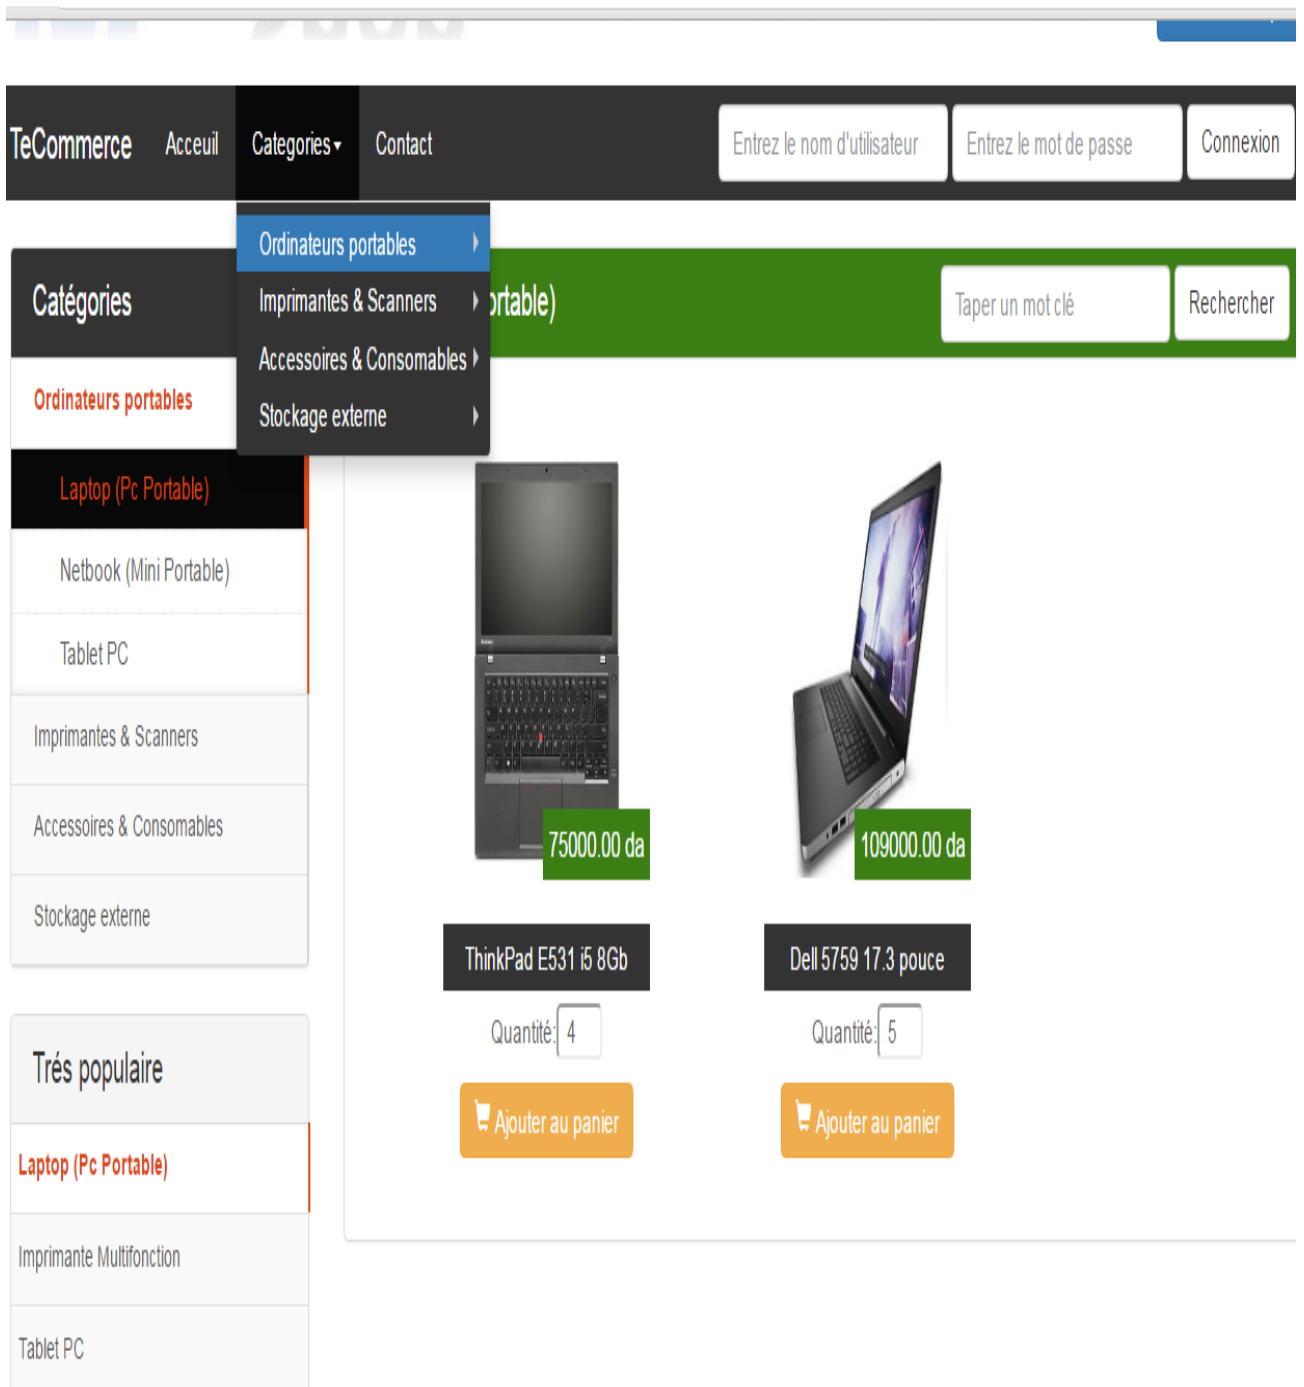 TeCommerce Acceuil Categories Contact Entrez le nom d'utilisateur Entrez le mot de passe Connexion
Ordinateurs portables
Imprimantes & Scanners
Accessoires & Consomables
Stockage externe
Catégories
ortable) Taper un mot clé Rechercher
Ordinateurs portables
Laptop (Pc Portable)
Netbook (Mini Portable)
Tablet PC
Imprimantes & Scanners
Accessoires & Consomables
Stockage externe
75000.00 da
109000.00 da
ThinkPad E531 i5 8Gb
Dell 5759 17.3 pouce
Quantité: 4
Quantité: 5
Ajouter au panier
Ajouter au panier
Trés populaire
Laptop (Pc Portable)
Imprimante Multifonction
Tablet PC